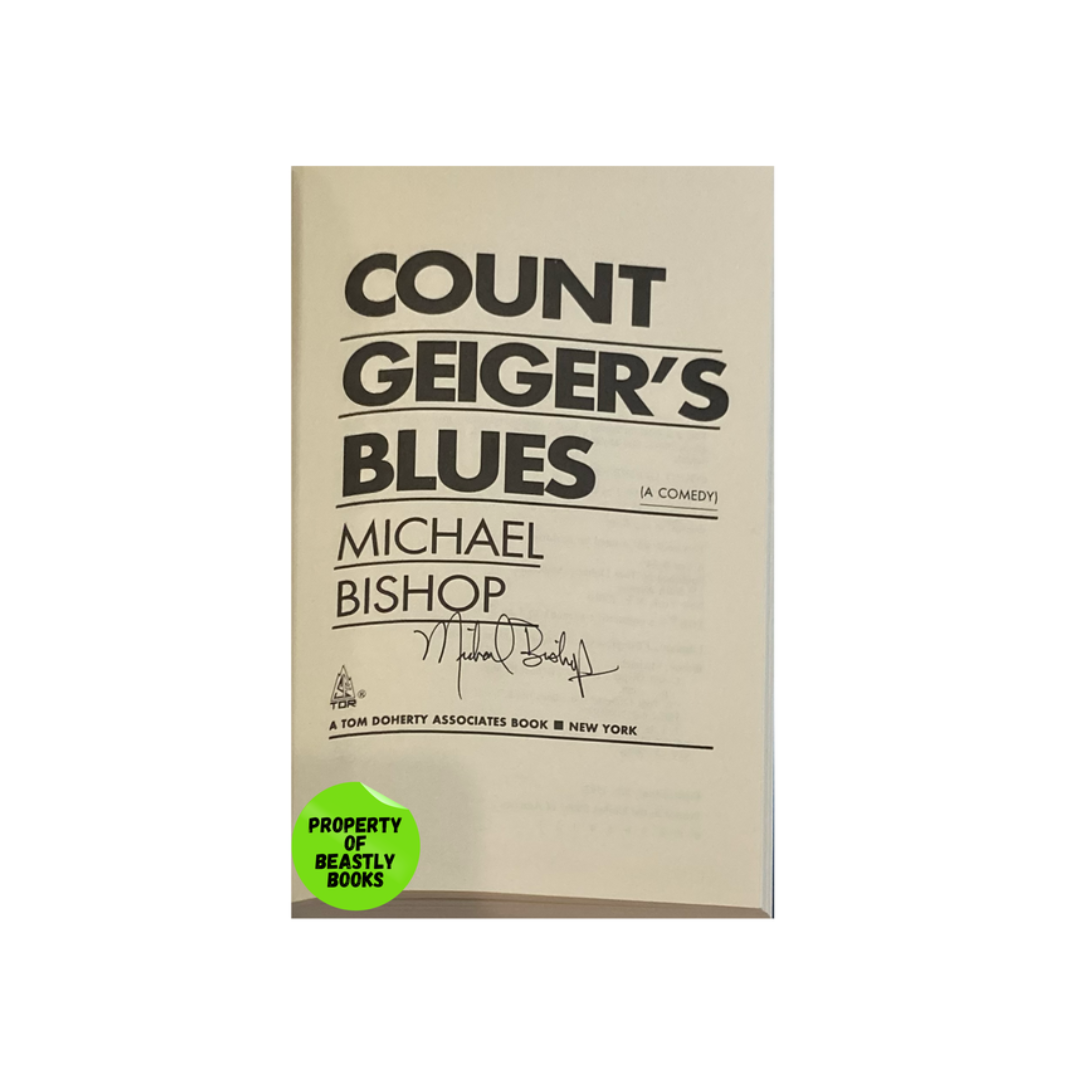 COUNT
GEIGER'S
BLUES
(A COMEDY)
MICHAEL
BISHOP
Michael Bishop
TOR®
A TOM DOHERTY ASSOCIATES BOOK ■ NEW YORK
PROPERTY
OF
BEASTLY
BOOKS